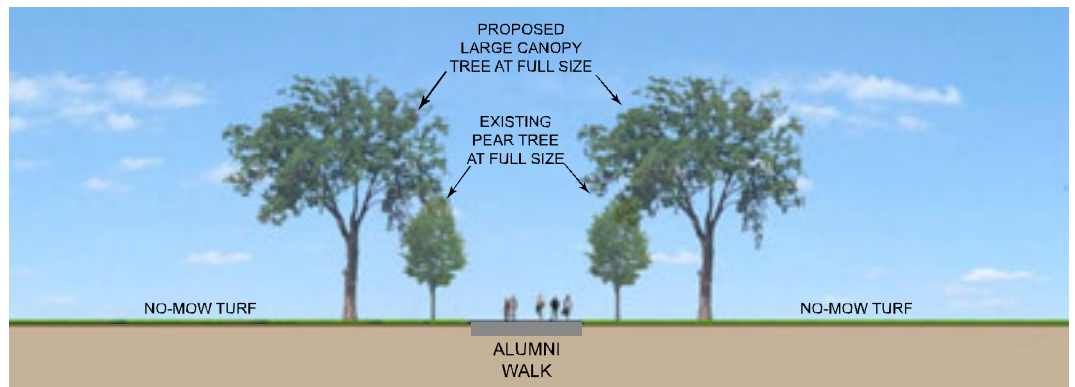 PROPOSED
LARGE CANOPY
TREE AT FULL SIZE
EXISTING
PEAR TREE
AT FULL SIZE
NO-MOW TURF
NO-MOW TURF
ALUMNI
WALK